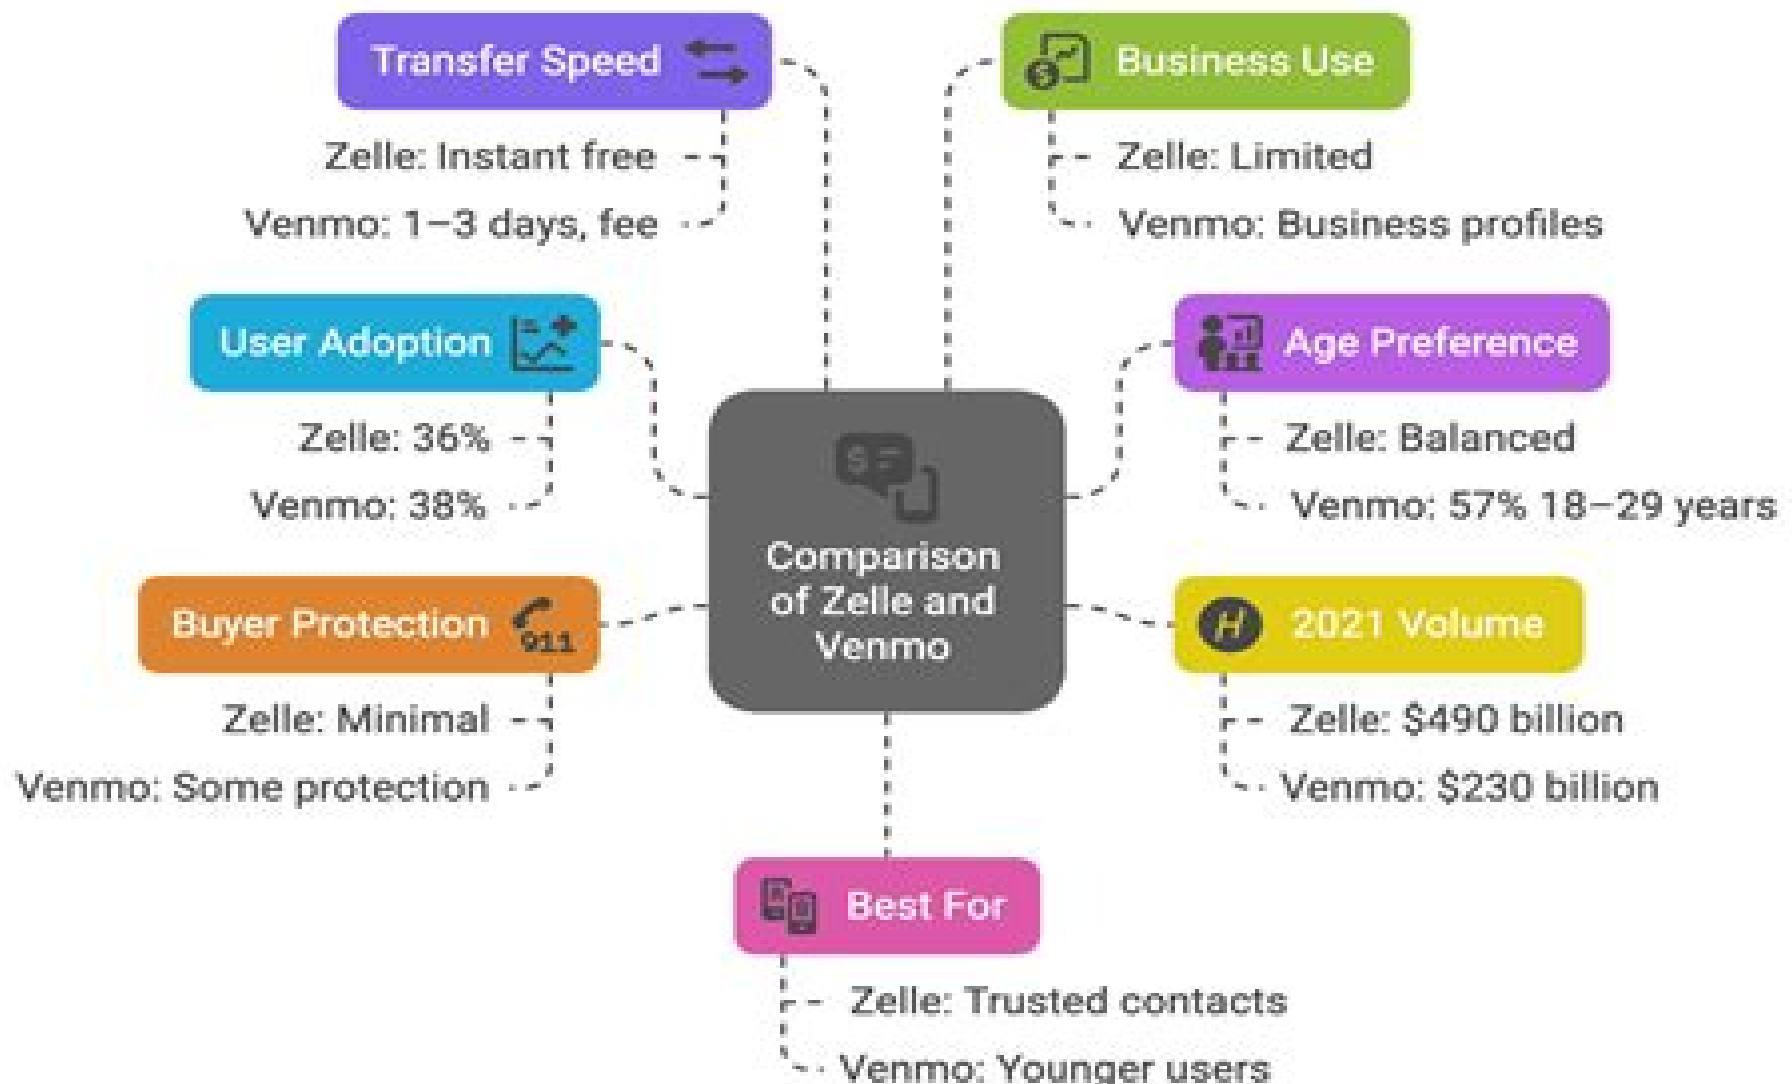 Transfer Speed
Zelle: Instant free
Venmo: 1–3 days, fee
Business Use
Zelle: Limited
Venmo: Business profiles
User Adoption
Zelle: 36%
Venmo: 38%
Age Preference
Zelle: Balanced
Venmo: 57% 18–29 years
$
Comparison
of Zelle and
Venmo
Buyer Protection
911
Zelle: Minimal
Venmo: Some protection
H
2021 Volume
Zelle: $490 billion
Venmo: $230 billion
Best For
Zelle: Trusted contacts
Venmo: Younger users